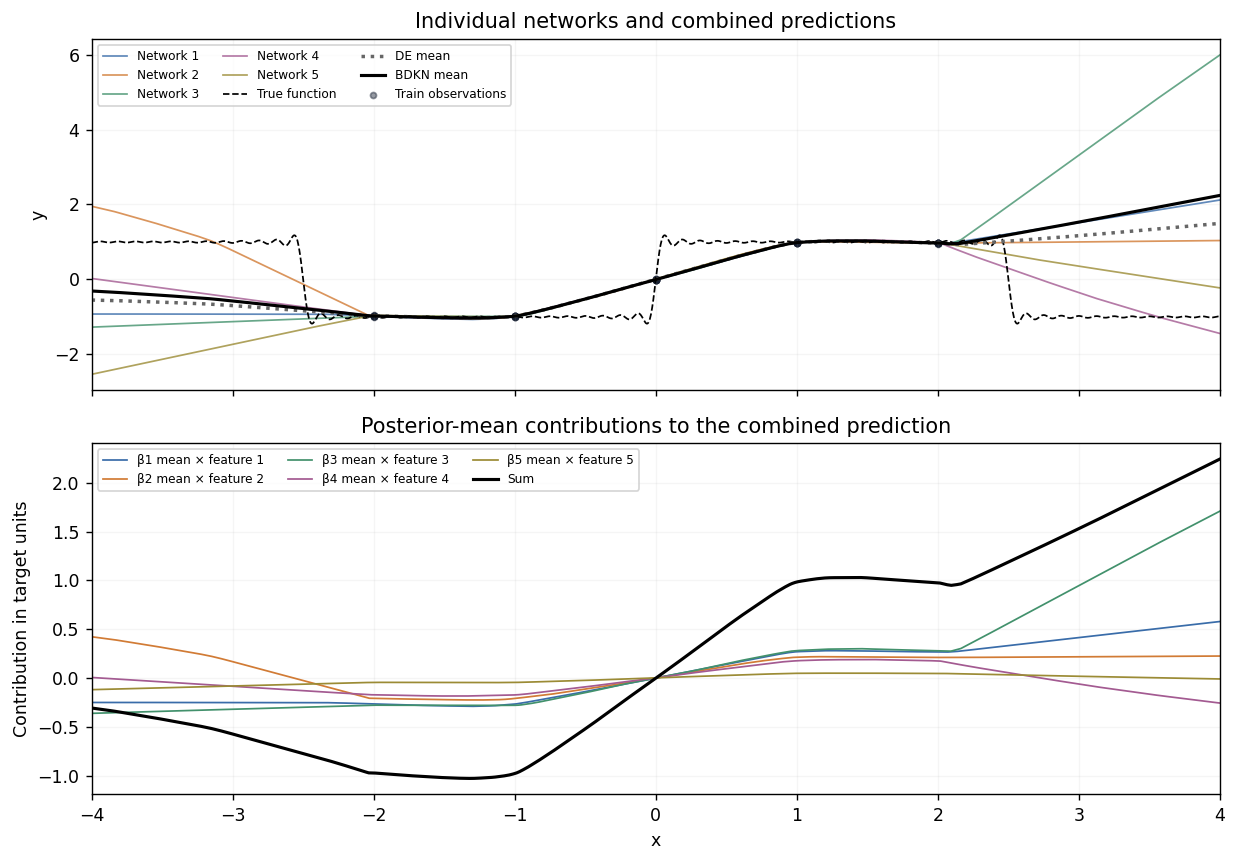 Individual networks and combined predictions
Network 1
Network 2
Network 3
Network 4
Network 5
True function
DE mean
BDKN mean
Train observations
y
6
4
2
0
−2
Posterior-mean contributions to the combined prediction
β1 mean × feature 1
β2 mean × feature 2
β3 mean × feature 3
β4 mean × feature 4
β5 mean × feature 5
Sum
Contribution in target units
2.0
1.5
1.0
0.5
0.0
−0.5
−1.0
−4
−3
−2
−1
0
1
2
3
4
x